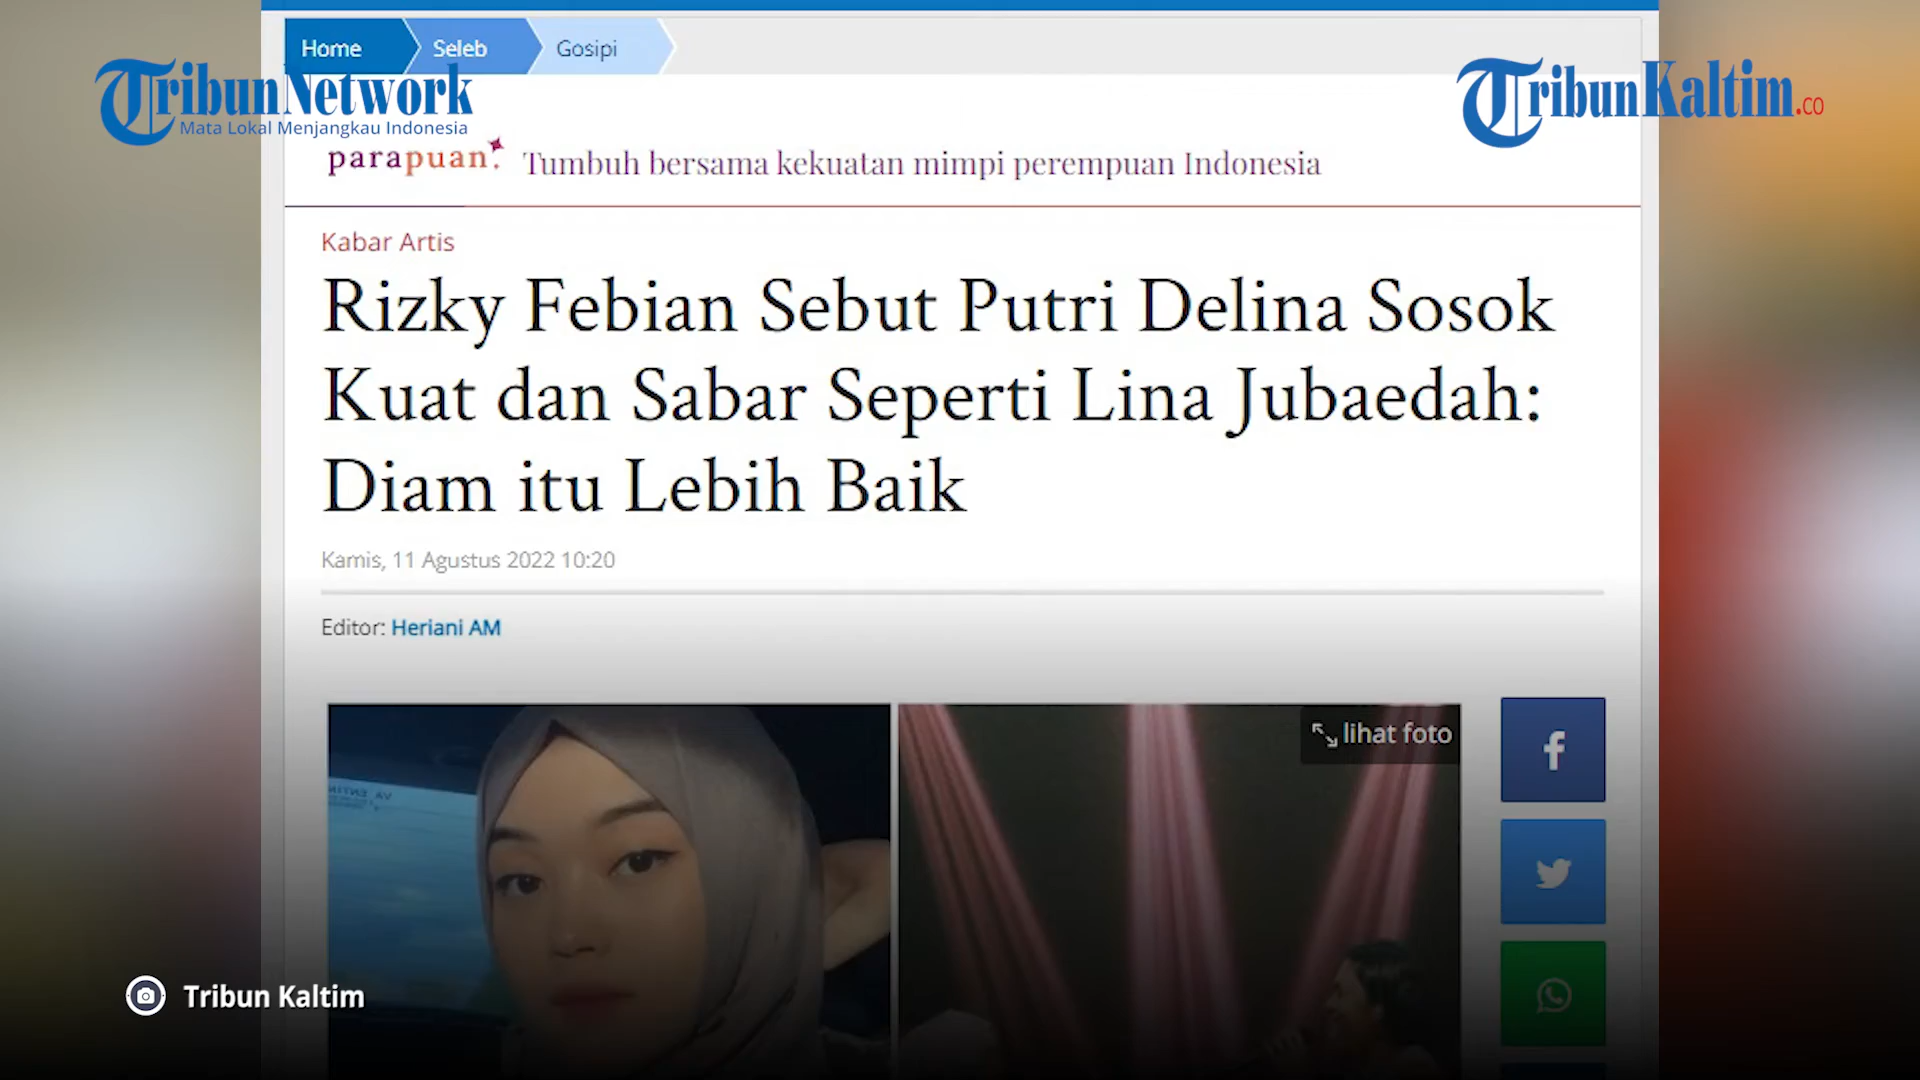 Home Seleb Gosipi
TribunNetwork
Mata Lokal Menjangkau Indonesia
TribunKaltim.co
parapuan. Tumbuh bersama kekuatan mimpi perempuan Indonesia
Kabar Artis
Rizky Febian Sebut Putri Delina Sosok
Kuat dan Sabar Seperti Lina Jubaedah:
Diam itu Lebih Baik
Kamis, 11 Agustus 2022 10:20
Editor: Heriani AM
lihat foto
f
Tribun Kaltim